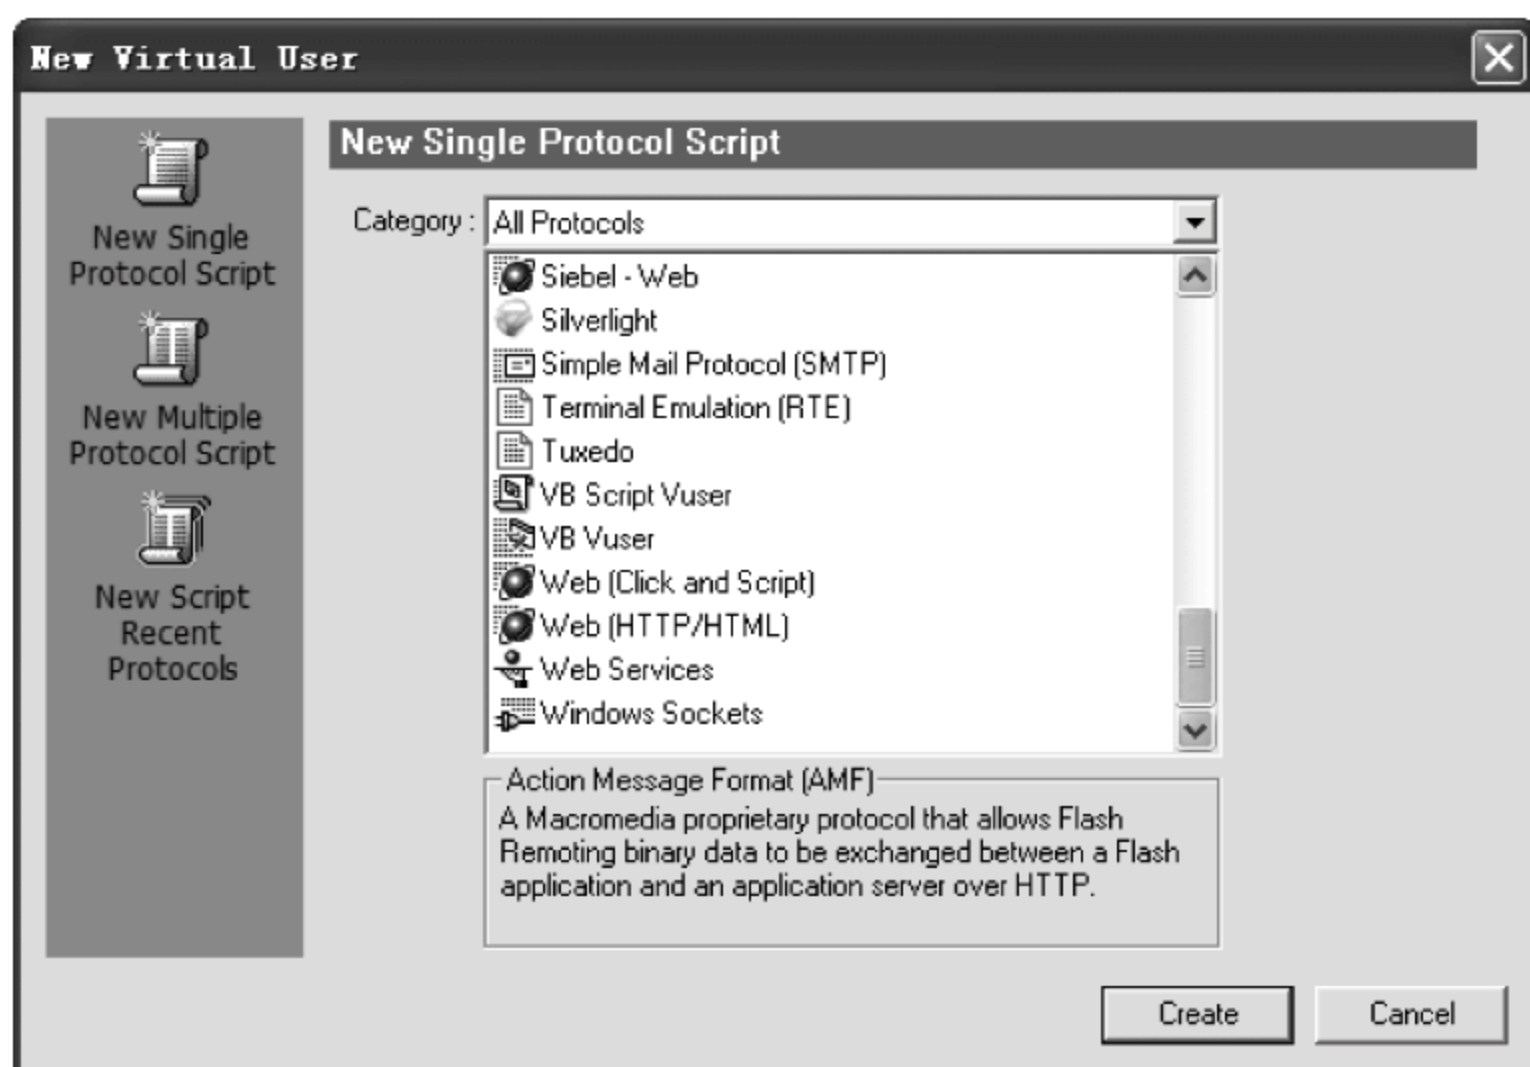 New Virtual User
New Single
Protocol Script
New Multiple
Protocol Script
New Script
Recent
Protocols
New Single Protocol Script
Category :
All Protocols
Siebel - Web
Silverlight
Simple Mail Protocol (SMTP)
Terminal Emulation (RTE)
Tuxedo
VB Script Vuser
VB Vuser
Web (Click and Script)
Web (HTTP/HTML)
Web Services
Windows Sockets
Action Message Format (AMF)
A Macromedia proprietary protocol that allows Flash
Remoting binary data to be exchanged between a Flash
application and an application server over HTTP.
Create
Cancel